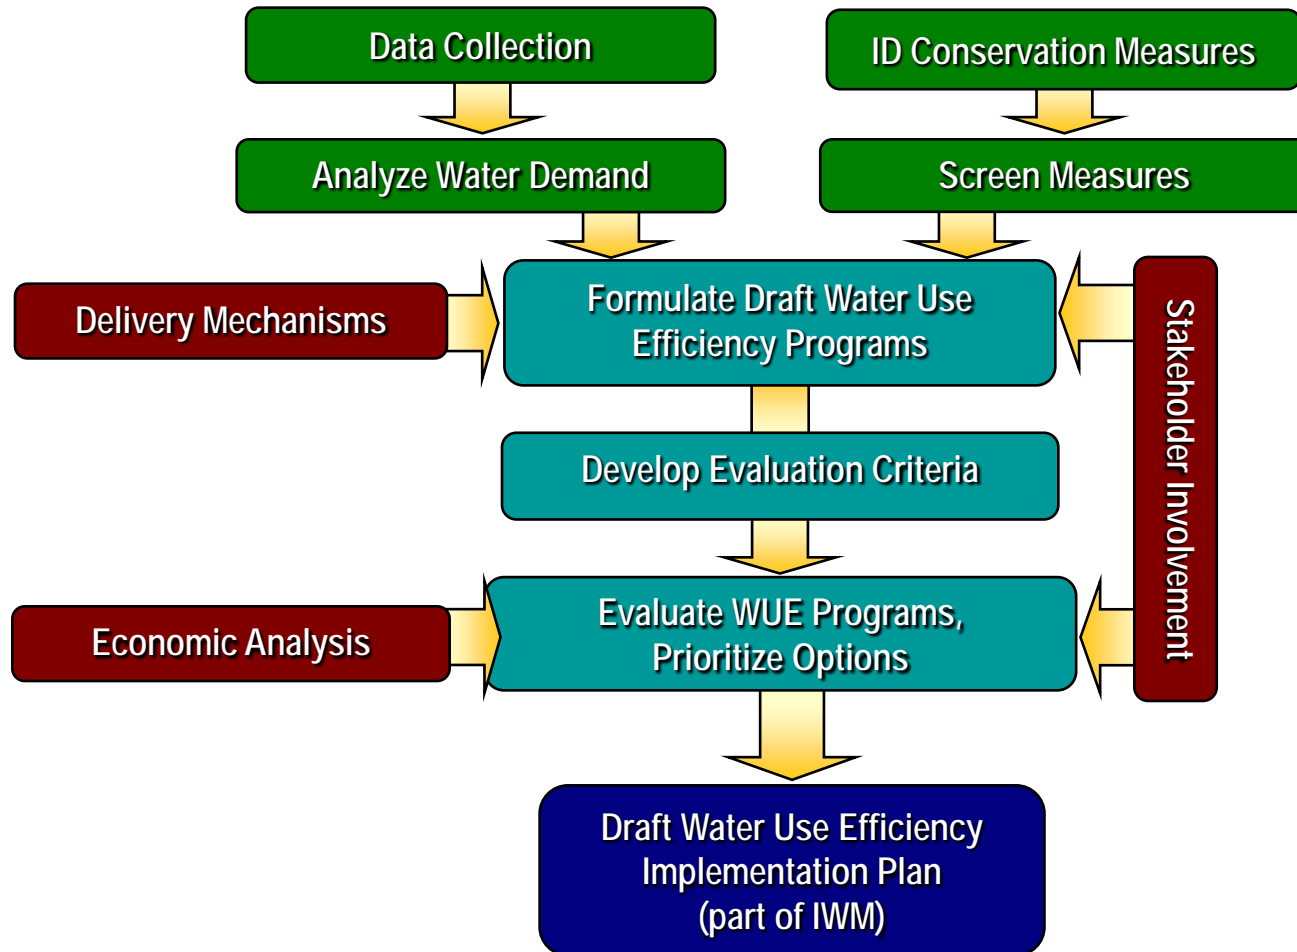 Data Collection
ID Conservation Measures
Analyze Water Demand
Screen Measures
Delivery Mechanisms
Formulate Draft Water Use
Efficiency Programs
Stakeholder Involvement
Develop Evaluation Criteria
Economic Analysis
Evaluate WUE Programs,
Prioritize Options
Draft Water Use Efficiency
Implementation Plan
(part of IWM)